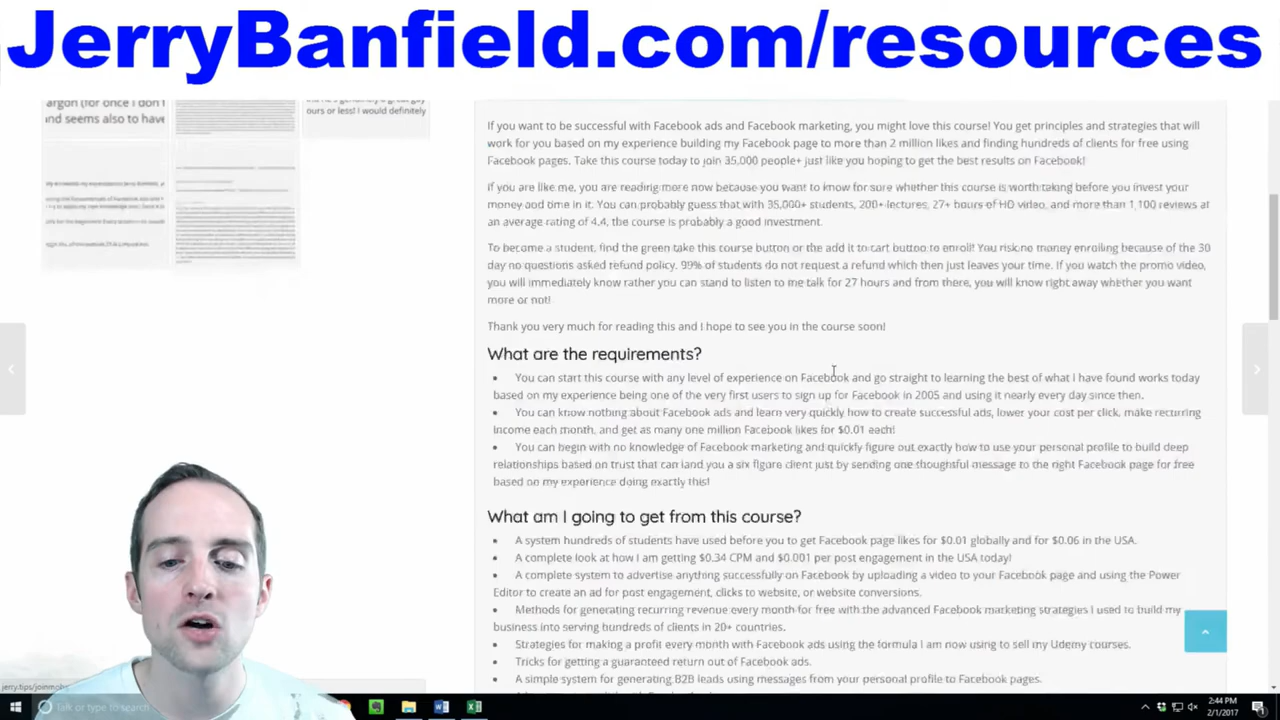 JerryBanfield.com/resources
argon (for once I don t
and seems also to have
ours or less! I would definitely
If you want to be successful with Facebook ads and Facebook marketing, you might love this course! You get principles and strategies that will
work for you based on my experience building my Facebook page to more than 2 million likes and finding hundreds of clients for free using
Facebook pages. Take this course today to join 35,000 people+ just like you hoping to get the best results on Facebook!
If you are like me, you are reading more now because you want to know for sure whether this course is worth taking before you invest your
money and time in it. You can probably guess that with 35,000+ students, 200+ lectures, 27+ hours of HD video, and more than 1,100 reviews at
an average rating of 4.4, the course is probably a good investment.
To become a student, find the green take this course button or the add it to cart button to enroll! You risk no money enrolling because of the 30
day no questions asked refund policy. 99% of students do not request a refund which then just leaves your time. If you watch the promo video,
you will immediately know rather you can stand to listen to me talk for 27 hours and from there, you will know right away whether you want
more or not!
Thank you very much for reading this and I hope to see you in the course soon!
What are the requirements?
• You can start this course with any level of experience on Facebook and go straight to learning the best of what I have found works today
based on my experience being one of the very first users to sign up for Facebook in 2005 and using it nearly every day since then.
• You can know nothing about Facebook ads and learn very quickly how to create successful ads, lower your cost per click, make recurring
income each month, and get as many one million Facebook likes for $0.01 each!
• You can begin with no knowledge of Facebook marketing and quickly figure out exactly how to use your personal profile to build deep
relationships based on trust that can land you a six figure client just by sending one thoughtful message to the right Facebook page for free
based on my experience doing exactly this!
What am I going to get from this course?
• A system hundreds of students have used before you to get Facebook page likes for $0.01 globally and for $0.06 in the USA.
• A complete look at how I am getting $0.34 CPM and $0.001 per post engagement in the USA today!
• A complete system to advertise anything successfully on Facebook by uploading a video to your Facebook page and using the Power
Editor to create an ad for post engagement, clicks to website, or website conversions.
• Methods for generating recurring revenue every month for free with the advanced Facebook marketing strategies I used to build my
business into serving hundreds of clients in 20+ countries.
• Strategies for making a profit every month with Facebook ads using the formula I am now using to sell my Udemy courses.
• Tricks for getting a guaranteed return out of Facebook ads.
• A simple system for generating B2B leads using messages from your personal profile to Facebook pages.
Talk or type to search
2:44 PM
2/1/2017